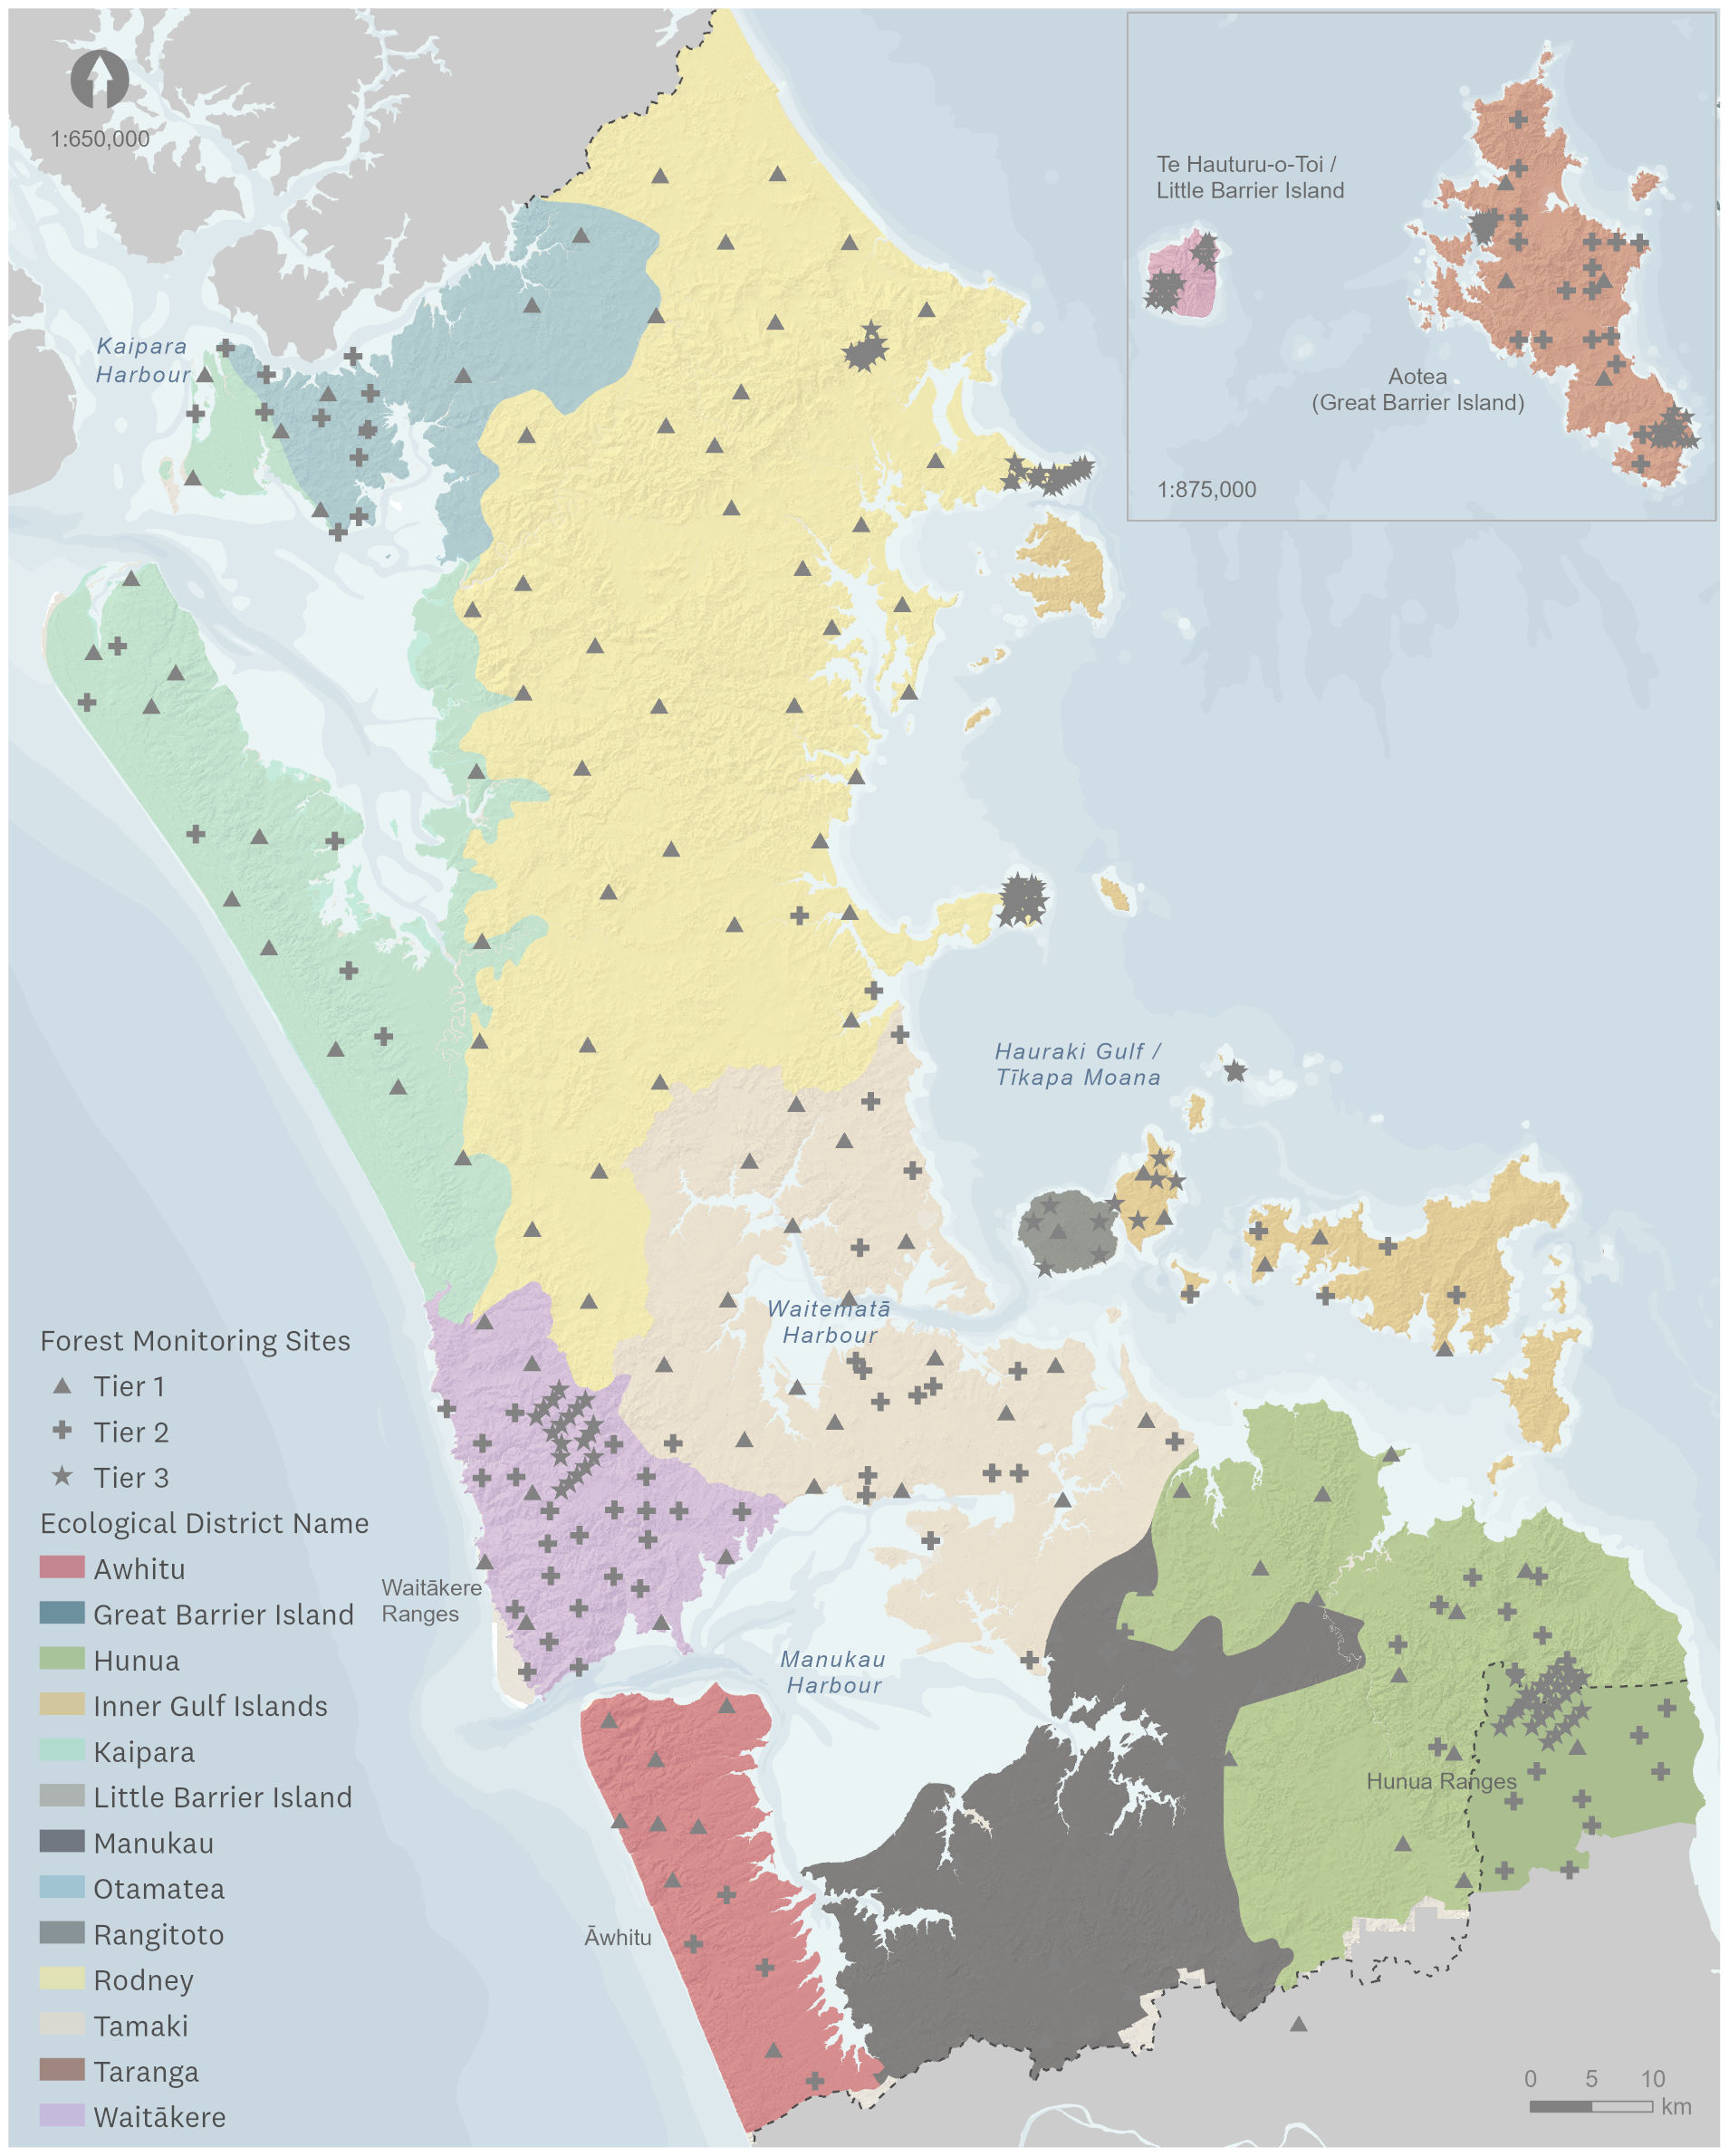 1:650,000
Te Hauturu-o-Toi /
Little Barrier Island
Kaipara
Harbour
Aotea
(Great Barrier Island)
1:875,000
Hauraki Gulf /
Tīkapa Moana
Waitematā
Harbour
Forest Monitoring Sites
Tier 1
Tier 2
Tier 3
Ecological District Name
Awhitu
Great Barrier Island
Hunua
Inner Gulf Islands
Kaipara
Little Barrier Island
Manukau
Otamatea
Rangitoto
Rodney
Tamaki
Taranga
Waitākere
Waitākere
Ranges
Manukau
Harbour
Hunua Ranges
Āwhitu
0 5 10
km